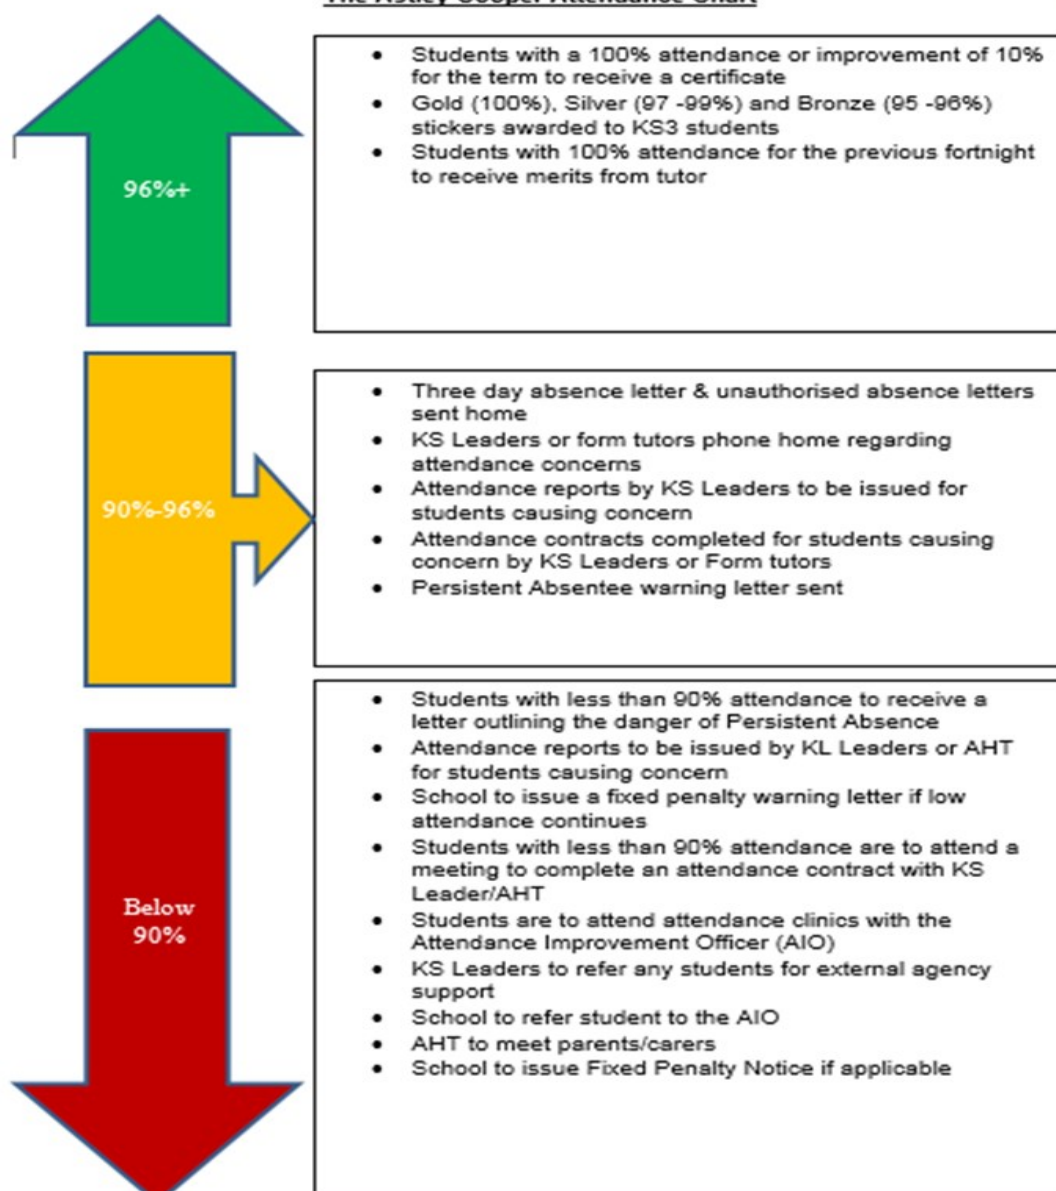 The Astley Cooper Attendance Chart
• Students with a 100% attendance or improvement of 10%
for the term to receive a certificate
• Gold (100%), Silver (97 -99%) and Bronze (95 -96%)
stickers awarded to KS3 students
• Students with 100% attendance for the previous fortnight
to receive merits from tutor
96%+
• Three day absence letter & unauthorised absence letters
sent home
• KS Leaders or form tutors phone home regarding
attendance concerns
• Attendance reports by KS Leaders to be issued for
students causing concern
• Attendance contracts completed for students causing
concern by KS Leaders or Form tutors
• Persistent Absentee warning letter sent
90%-96%
• Students with less than 90% attendance to receive a
letter outlining the danger of Persistent Absence
• Attendance reports to be issued by KL Leaders or AHT
for students causing concern
• School to issue a fixed penalty warning letter if low
attendance continues
• Students with less than 90% attendance are to attend a
meeting to complete an attendance contract with KS
Leader/AHT
• Students are to attend attendance clinics with the
Attendance Improvement Officer (AIO)
• KS Leaders to refer any students for external agency
support
• School to refer student to the AIO
• AHT to meet parents/carers
• School to issue Fixed Penalty Notice if applicable
Below
90%